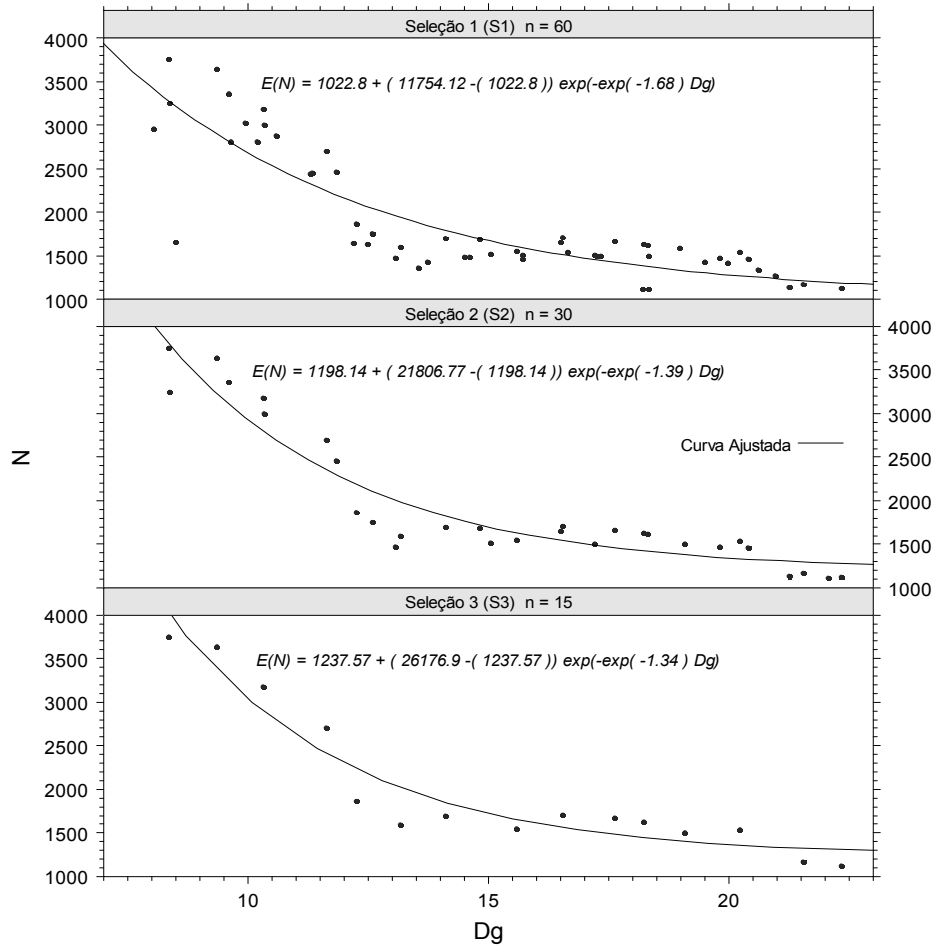 Seleção 1 (S1) n = 60
4000
3500
3000
2500
2000
1500
1000
E(N) = 1022.8 + ( 11754.12 -( 1022.8 )) exp(-exp( -1.68 ) Dg)
Seleção 2 (S2) n = 30
E(N) = 1198.14 + ( 21806.77 -( 1198.14 )) exp(-exp( -1.39 ) Dg)
Curva Ajustada
4000
3500
3000
2500
2000
1500
1000
N
Seleção 3 (S3) n = 15
4000
3500
3000
2500
2000
1500
1000
E(N) = 1237.57 + ( 26176.9 -( 1237.57 )) exp(-exp( -1.34 ) Dg)
10 15 20
Dg